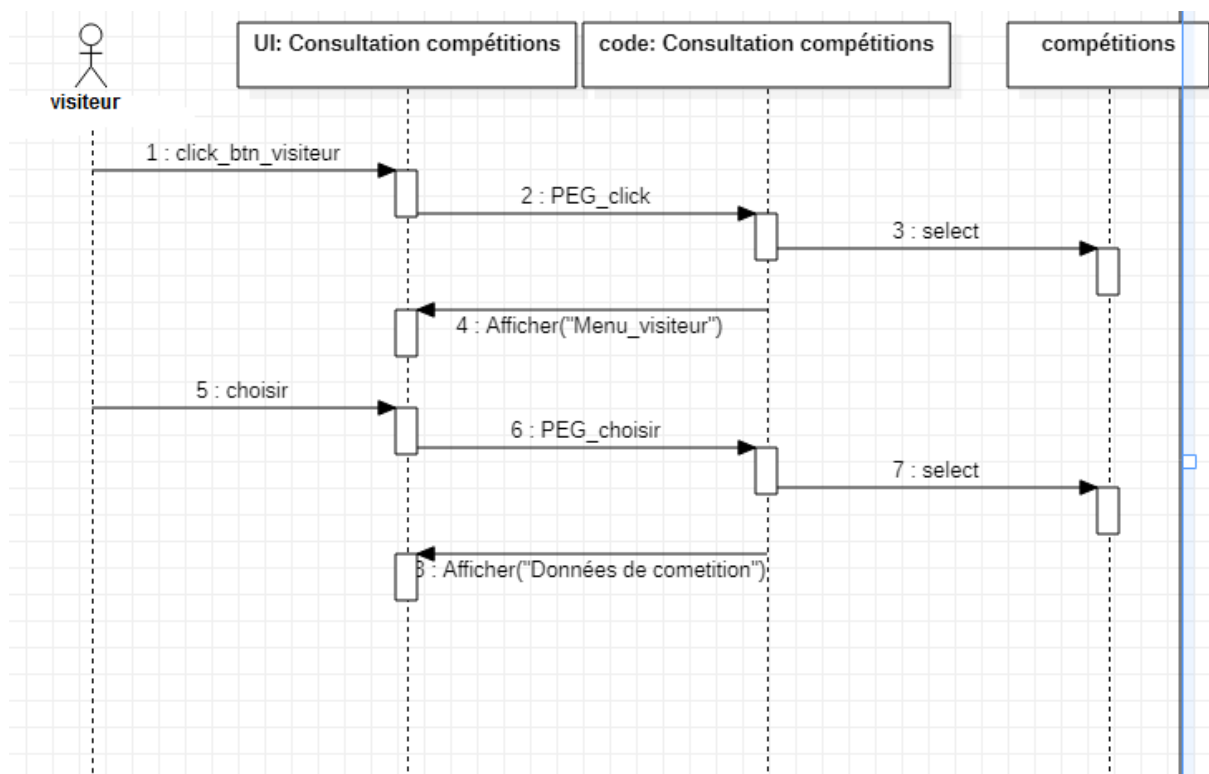 UI: Consultation compétitions
code: Consultation compétitions
compétitions
visiteur
1 : click_btn_visiteur
2 : PEG_click
3 : select
4 : Afficher("Menu_visiteur")
5 : choisir
6 : PEG_choisir
7 : select
8 : Afficher("Données de cometition")